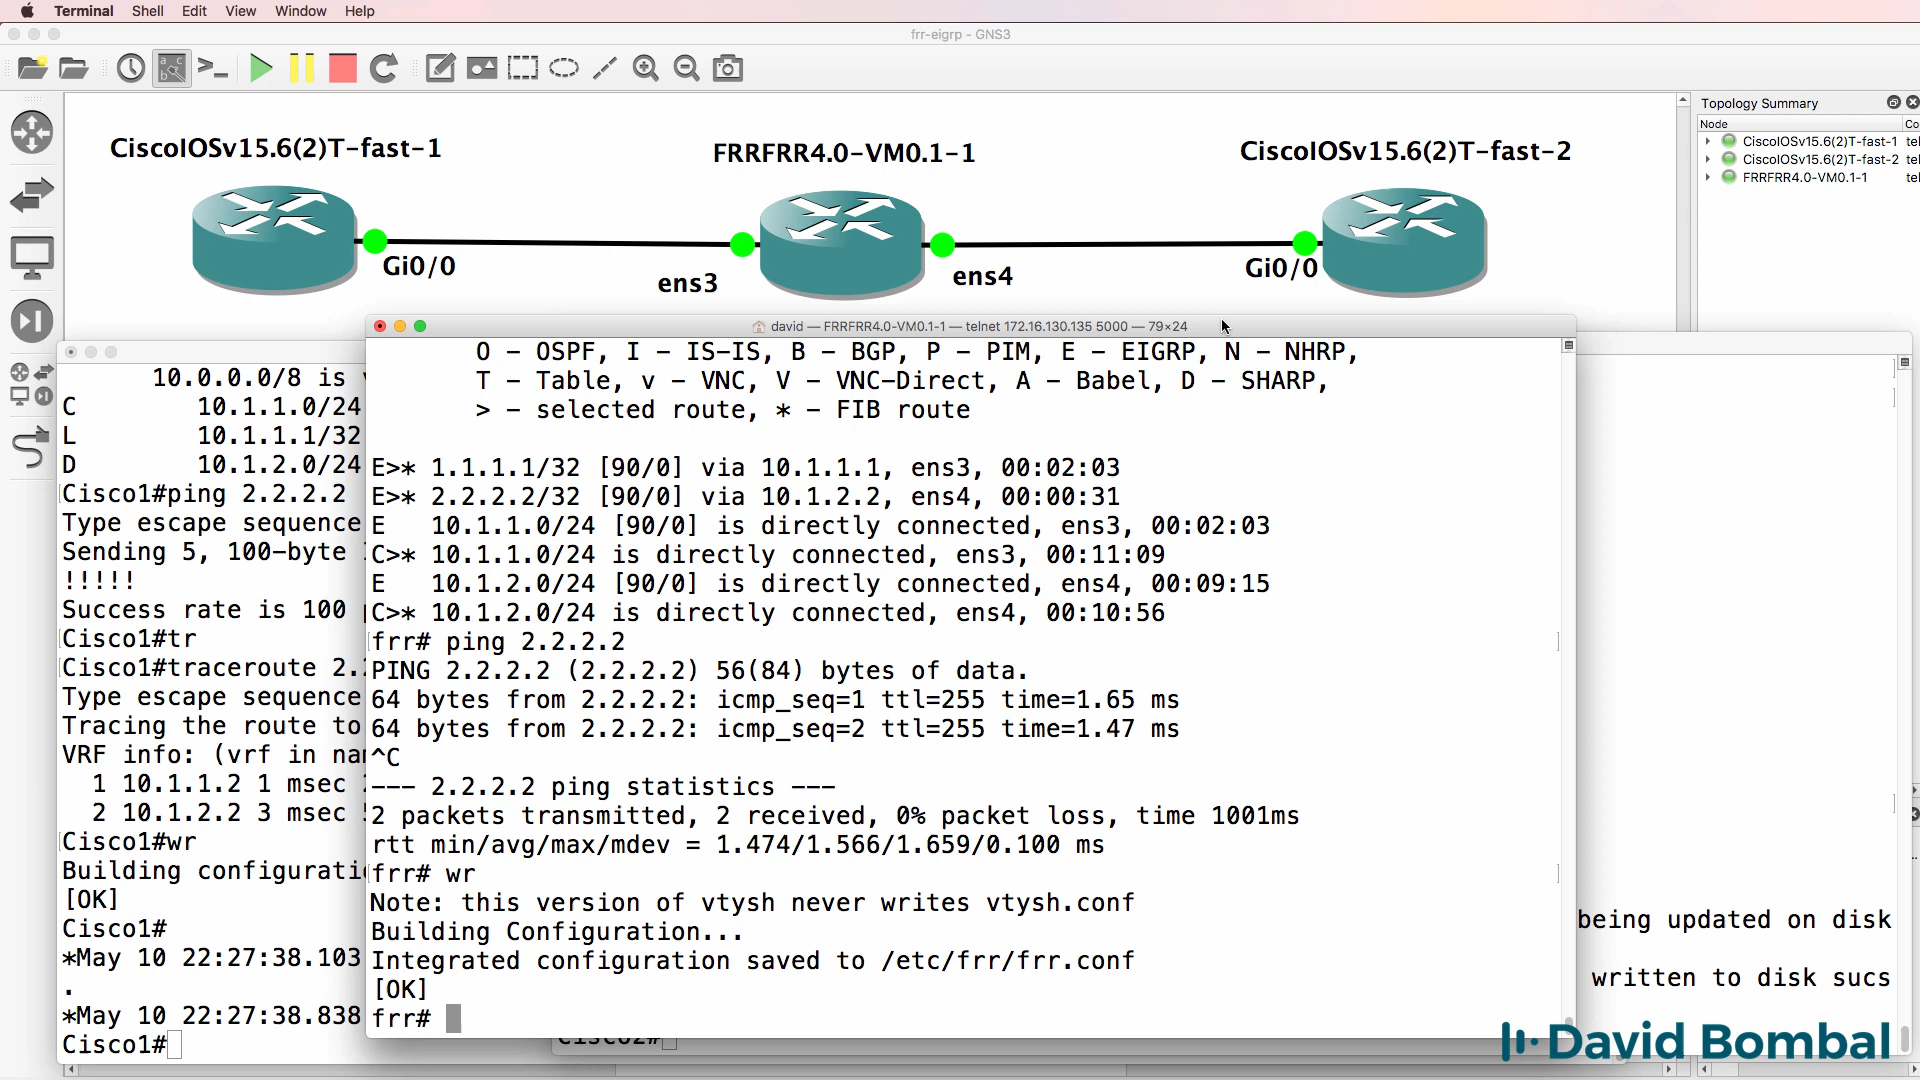 Terminal Shell Edit View Window Help
frr-eigrp - GNS3
CiscoIOSv15.6(2)T-fast-1
FRRFRR4.0-VM0.1-1
CiscoIOSv15.6(2)T-fast-2
Gi0/0
ens3
ens4
Gi0/0
Topology Summary
Node Co
CiscoIOSv15.6(2)T-fast-1 tel
CiscoIOSv15.6(2)T-fast-2 tel
FRRFRR4.0-VM0.1-1 tel
10.0.0.0/8 is v
C 10.1.1.0/24
L 10.1.1.1/32
D 10.1.2.0/24
Cisco1#ping 2.2.2.2
Type escape sequence
Sending 5, 100-byte
!!!!!
Success rate is 100
Cisco1#tr
Cisco1#traceroute 2.2
Type escape sequence
Tracing the route to
VRF info: (vrf in nam
1 10.1.1.2 1 msec
2 10.1.2.2 3 msec
Cisco1#wr
Building configurati
[OK]
Cisco1#
*May 10 22:27:38.103
.
*May 10 22:27:38.838
Cisco1#
david — FRRFRR4.0-VM0.1-1 — telnet 172.16.130.135 5000 — 79×24
O - OSPF, I - IS-IS, B - BGP, P - PIM, E - EIGRP, N - NHRP,
T - Table, v - VNC, V - VNC-Direct, A - Babel, D - SHARP,
> - selected route, * - FIB route
E>* 1.1.1.1/32 [90/0] via 10.1.1.1, ens3, 00:02:03
E>* 2.2.2.2/32 [90/0] via 10.1.2.2, ens4, 00:00:31
E 10.1.1.0/24 [90/0] is directly connected, ens3, 00:02:03
C>* 10.1.1.0/24 is directly connected, ens3, 00:11:09
E 10.1.2.0/24 [90/0] is directly connected, ens4, 00:09:15
C>* 10.1.2.0/24 is directly connected, ens4, 00:10:56
frr# ping 2.2.2.2
PING 2.2.2.2 (2.2.2.2) 56(84) bytes of data.
64 bytes from 2.2.2.2: icmp_seq=1 ttl=255 time=1.65 ms
64 bytes from 2.2.2.2: icmp_seq=2 ttl=255 time=1.47 ms
^C
--- 2.2.2.2 ping statistics ---
2 packets transmitted, 2 received, 0% packet loss, time 1001ms
rtt min/avg/max/mdev = 1.474/1.566/1.659/0.100 ms
frr# wr
Note: this version of vtysh never writes vtysh.conf
Building Configuration...
Integrated configuration saved to /etc/frr/frr.conf
[OK]
frr#
being updated on disk
written to disk sucs
Cisco2#
David Bombal